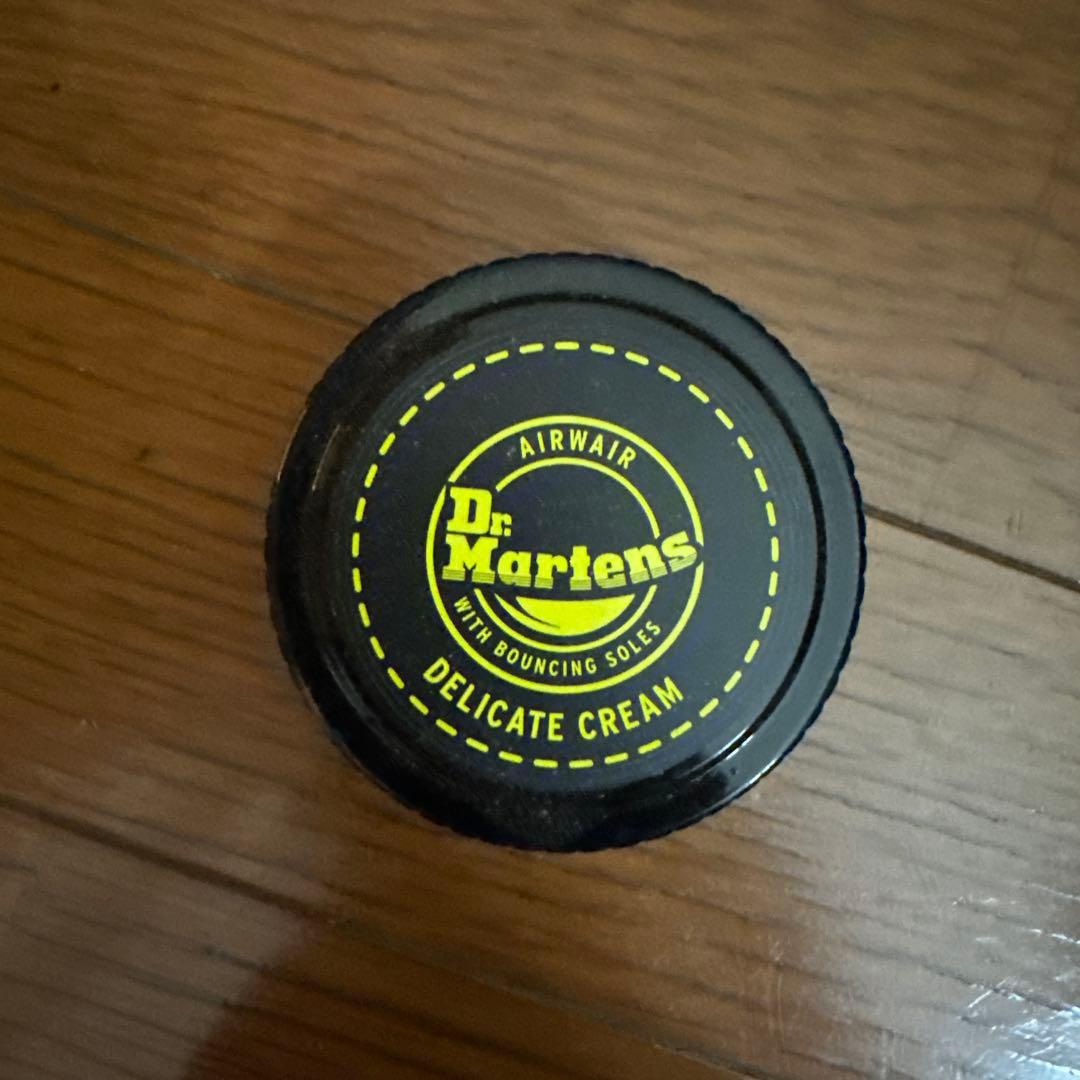 AIRWAIR
Dr.
Martens
WITH BOUNCING SOLES
DELICATE CREAM